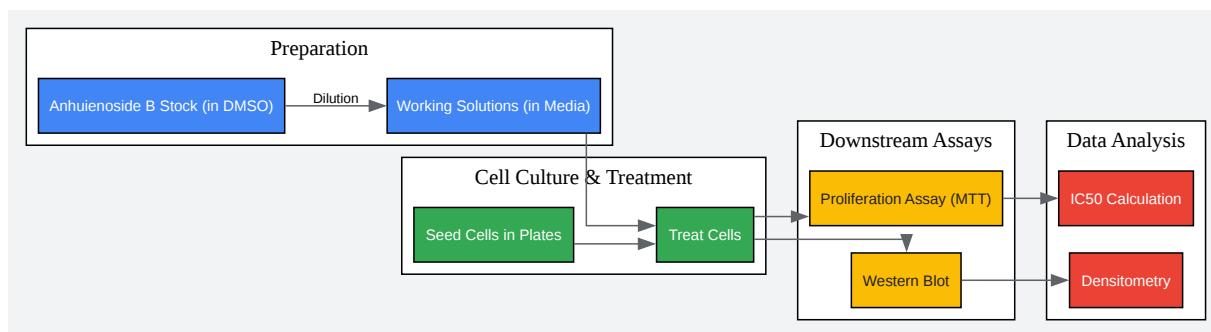 Preparation
Anhuienoside B Stock (in DMSO)
Dilution
Working Solutions (in Media)
Cell Culture & Treatment
Seed Cells in Plates
Treat Cells
Downstream Assays
Proliferation Assay (MTT)
Western Blot
Data Analysis
IC50 Calculation
Densitometry